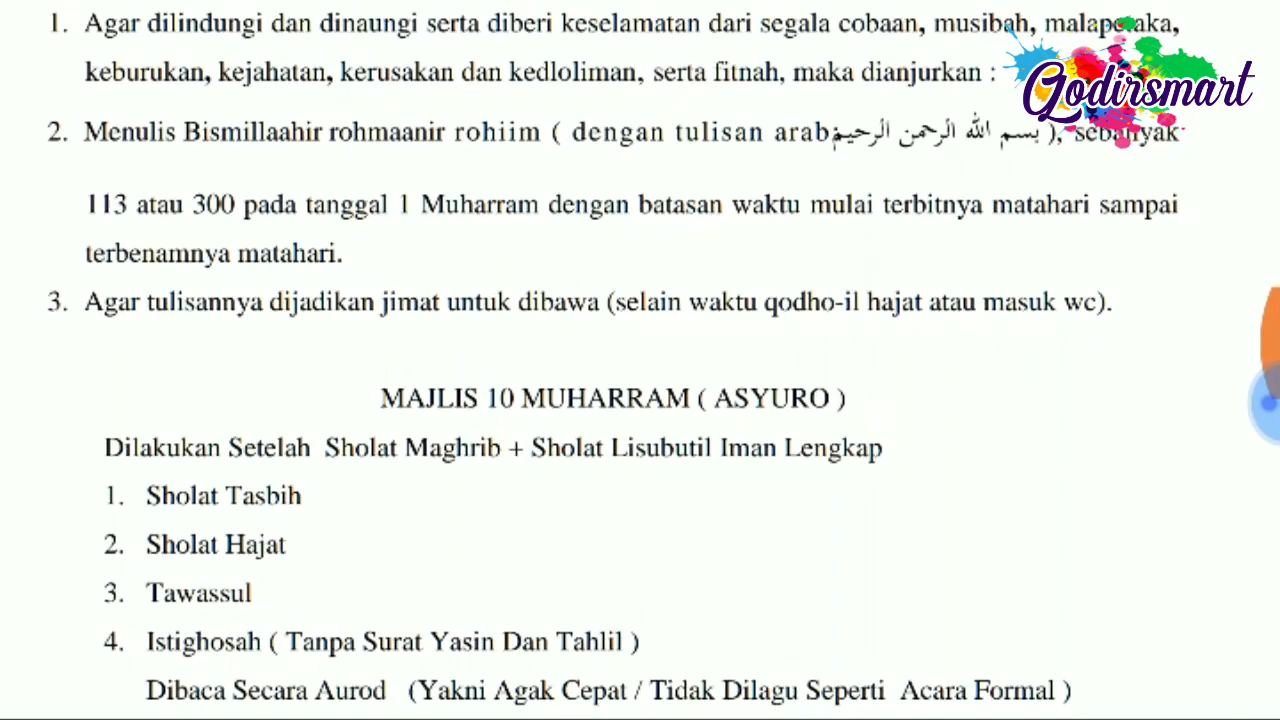 1. Agar dilindungi dan dinaungi serta diberi keselamatan dari segala cobaan, musibah, malapetaka,
keburukan, kejahatan, kerusakan dan kedloliman, serta fitnah, maka dianjurkan :
Qodirsmart
2. Menulis Bismillaahir rohmaanir rohiim ( dengan tulisan arab بسم الله الرحمن الرحيم ), sebanyak
113 atau 300 pada tanggal 1 Muharram dengan batasan waktu mulai terbitnya matahari sampai
terbenamnya matahari.
3. Agar tulisannya dijadikan jimat untuk dibawa (selain waktu qodho-il hajat atau masuk wc).
MAJLIS 10 MUHARRAM ( ASYURO )
Dilakukan Setelah Sholat Maghrib + Sholat Lisubutil Iman Lengkap
1. Sholat Tasbih
2. Sholat Hajat
3. Tawassul
4. Istighosah ( Tanpa Surat Yasin Dan Tahlil )
Dibaca Secara Aurod (Yakni Agak Cepat / Tidak Dilagu Seperti Acara Formal )